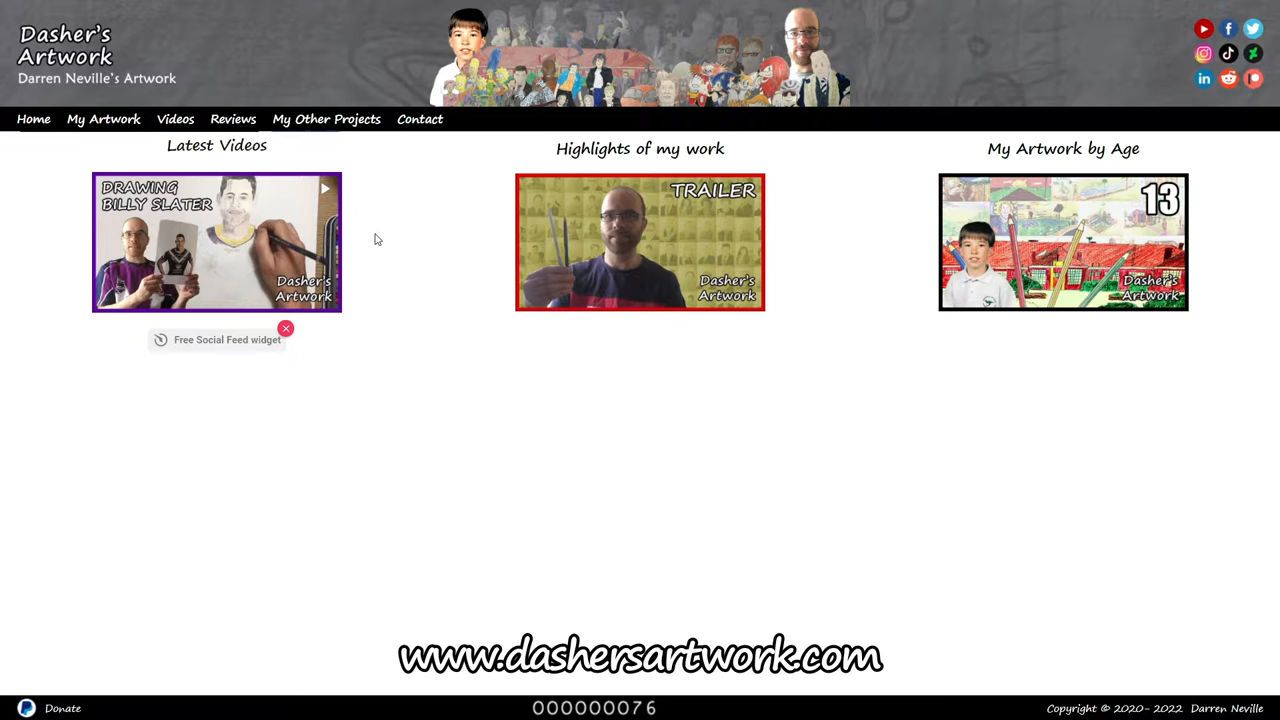 Dasher's
Artwork
Darren Neville's Artwork
Home My Artwork Videos Reviews My Other Projects Contact
Latest Videos
Highlights of my work
My Artwork by Age
DRAWING
BILLY SLATER
Dasher's
Artwork
TRAILER
Dasher's
Artwork
13
Dasher's
Artwork
Free Social Feed widget
www.dashersartwork.com
Donate
000000076
Copyright © 2020- 2022 Darren Neville